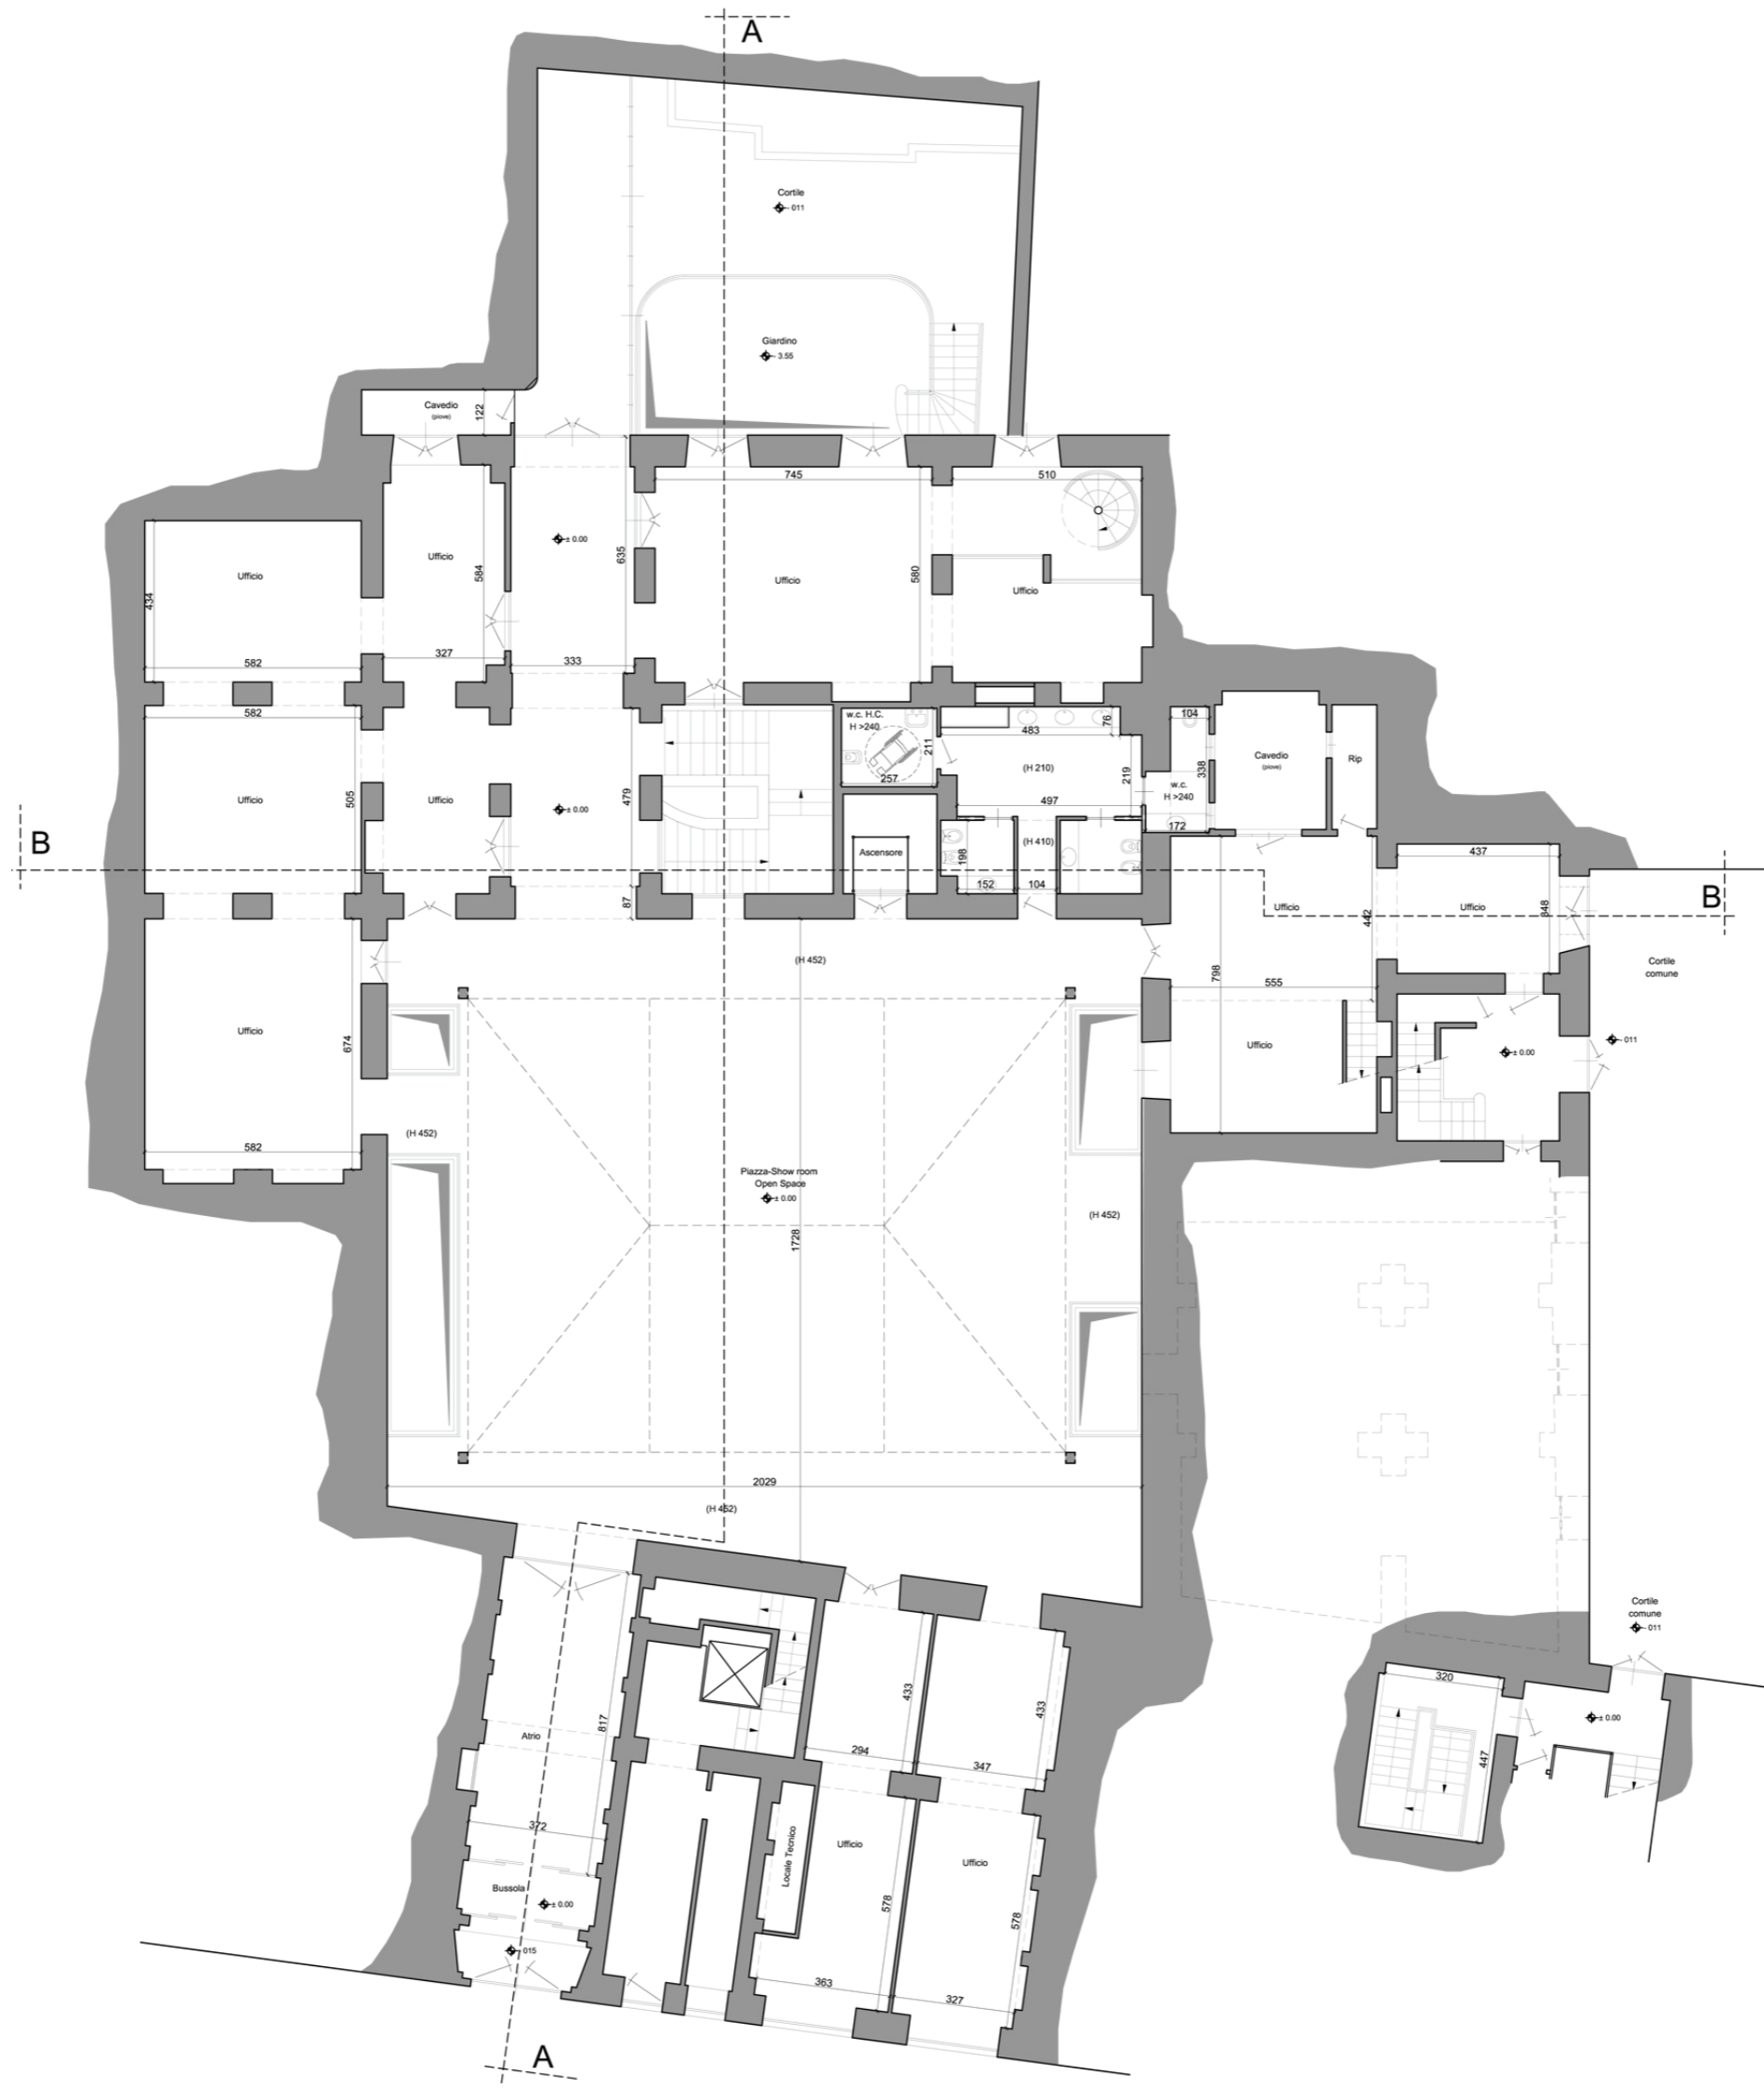 A
Cortile
- 011
Giardino
- 3.55
Cavedio
(piove)
122
745
510
± 0.00
635
Ufficio
584
Ufficio
434
Ufficio
580
Ufficio
582
327
333
w.c. H.C.
H >240
211
257
483
76
(H 210)
219
497
104
338
w.c.
H >240
172
Cavedio
(piove)
Rip
582
Ufficio
505
Ufficio
± 0.00
479
B
Ascensore
198
152
(H 410)
104
437
87
Ufficio
442
Ufficio
348
B
(H 452)
798
Cortile
comune
555
Ufficio
674
Ufficio
± 0.00
- 011
(H 452)
582
Piazza-Show room
Open Space
± 0.00
1728
(H 452)
2029
(H 452)
Cortile
comune
- 011
320
433
433
± 0.00
817
Atrio
294
347
447
372
Locale Tecnico
Ufficio
Ufficio
Bussola
± 0.00
578
578
- 015
363
327
A